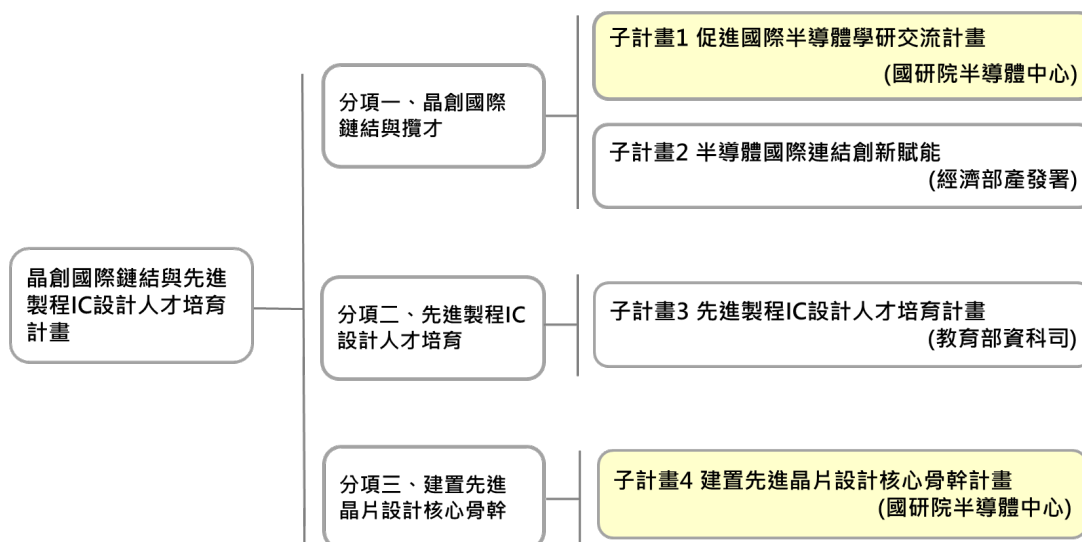 晶創國際鏈結與先進
製程IC設計人才培育
計畫
分項一、晶創國際
鏈結與攬才
子計畫1 促進國際半導體學研交流計畫
(國研院半導體中心)
子計畫2 半導體國際連結創新賦能
(經濟部產發署)
分項二、先進製程IC
設計人才培育
子計畫3 先進製程IC設計人才培育計畫
(教育部資科司)
分項三、建置先進
晶片設計核心骨幹
子計畫4 建置先進晶片設計核心骨幹計畫
(國研院半導體中心)